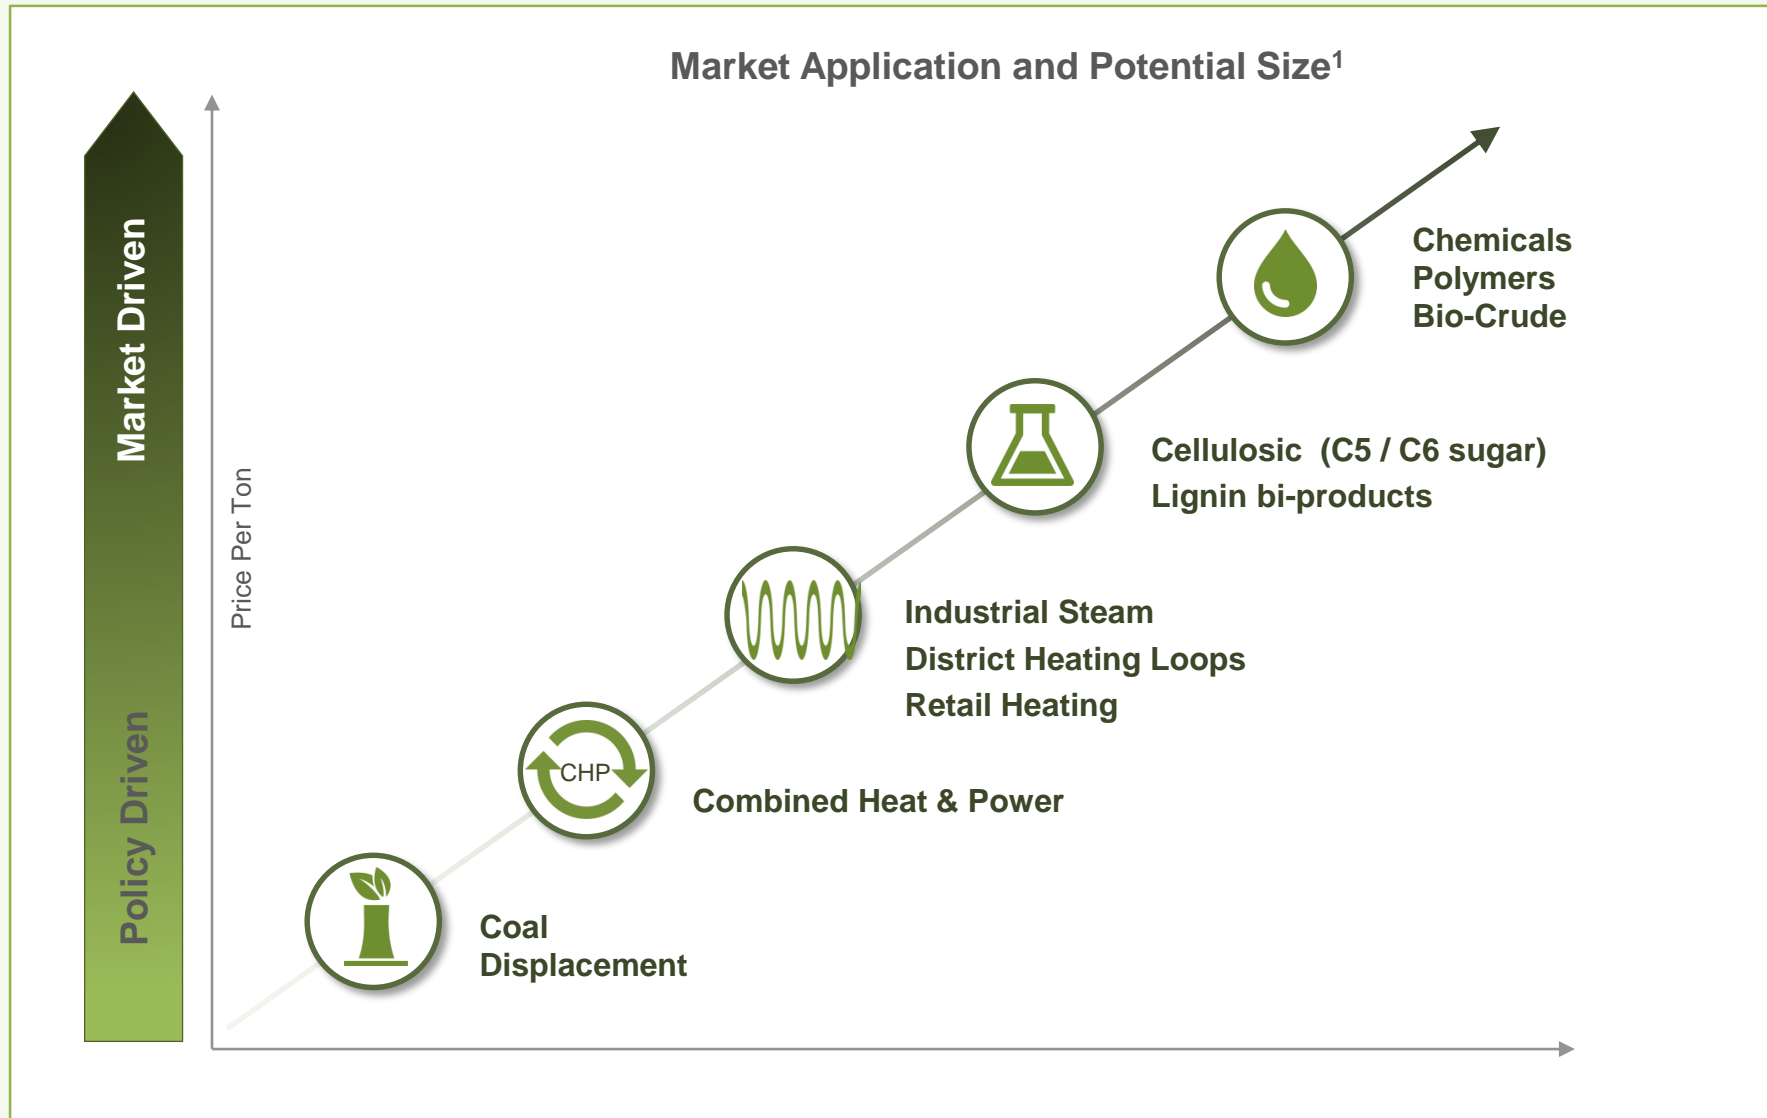 Market Application and Potential Size1
Market Driven
Policy Driven
Price Per Ton
Chemicals
Polymers
Bio-Crude
Cellulosic  (C5 / C6 sugar)
Lignin bi-products
Industrial Steam
District Heating Loops
Retail Heating
CHP
Combined Heat & Power
Coal
Displacement